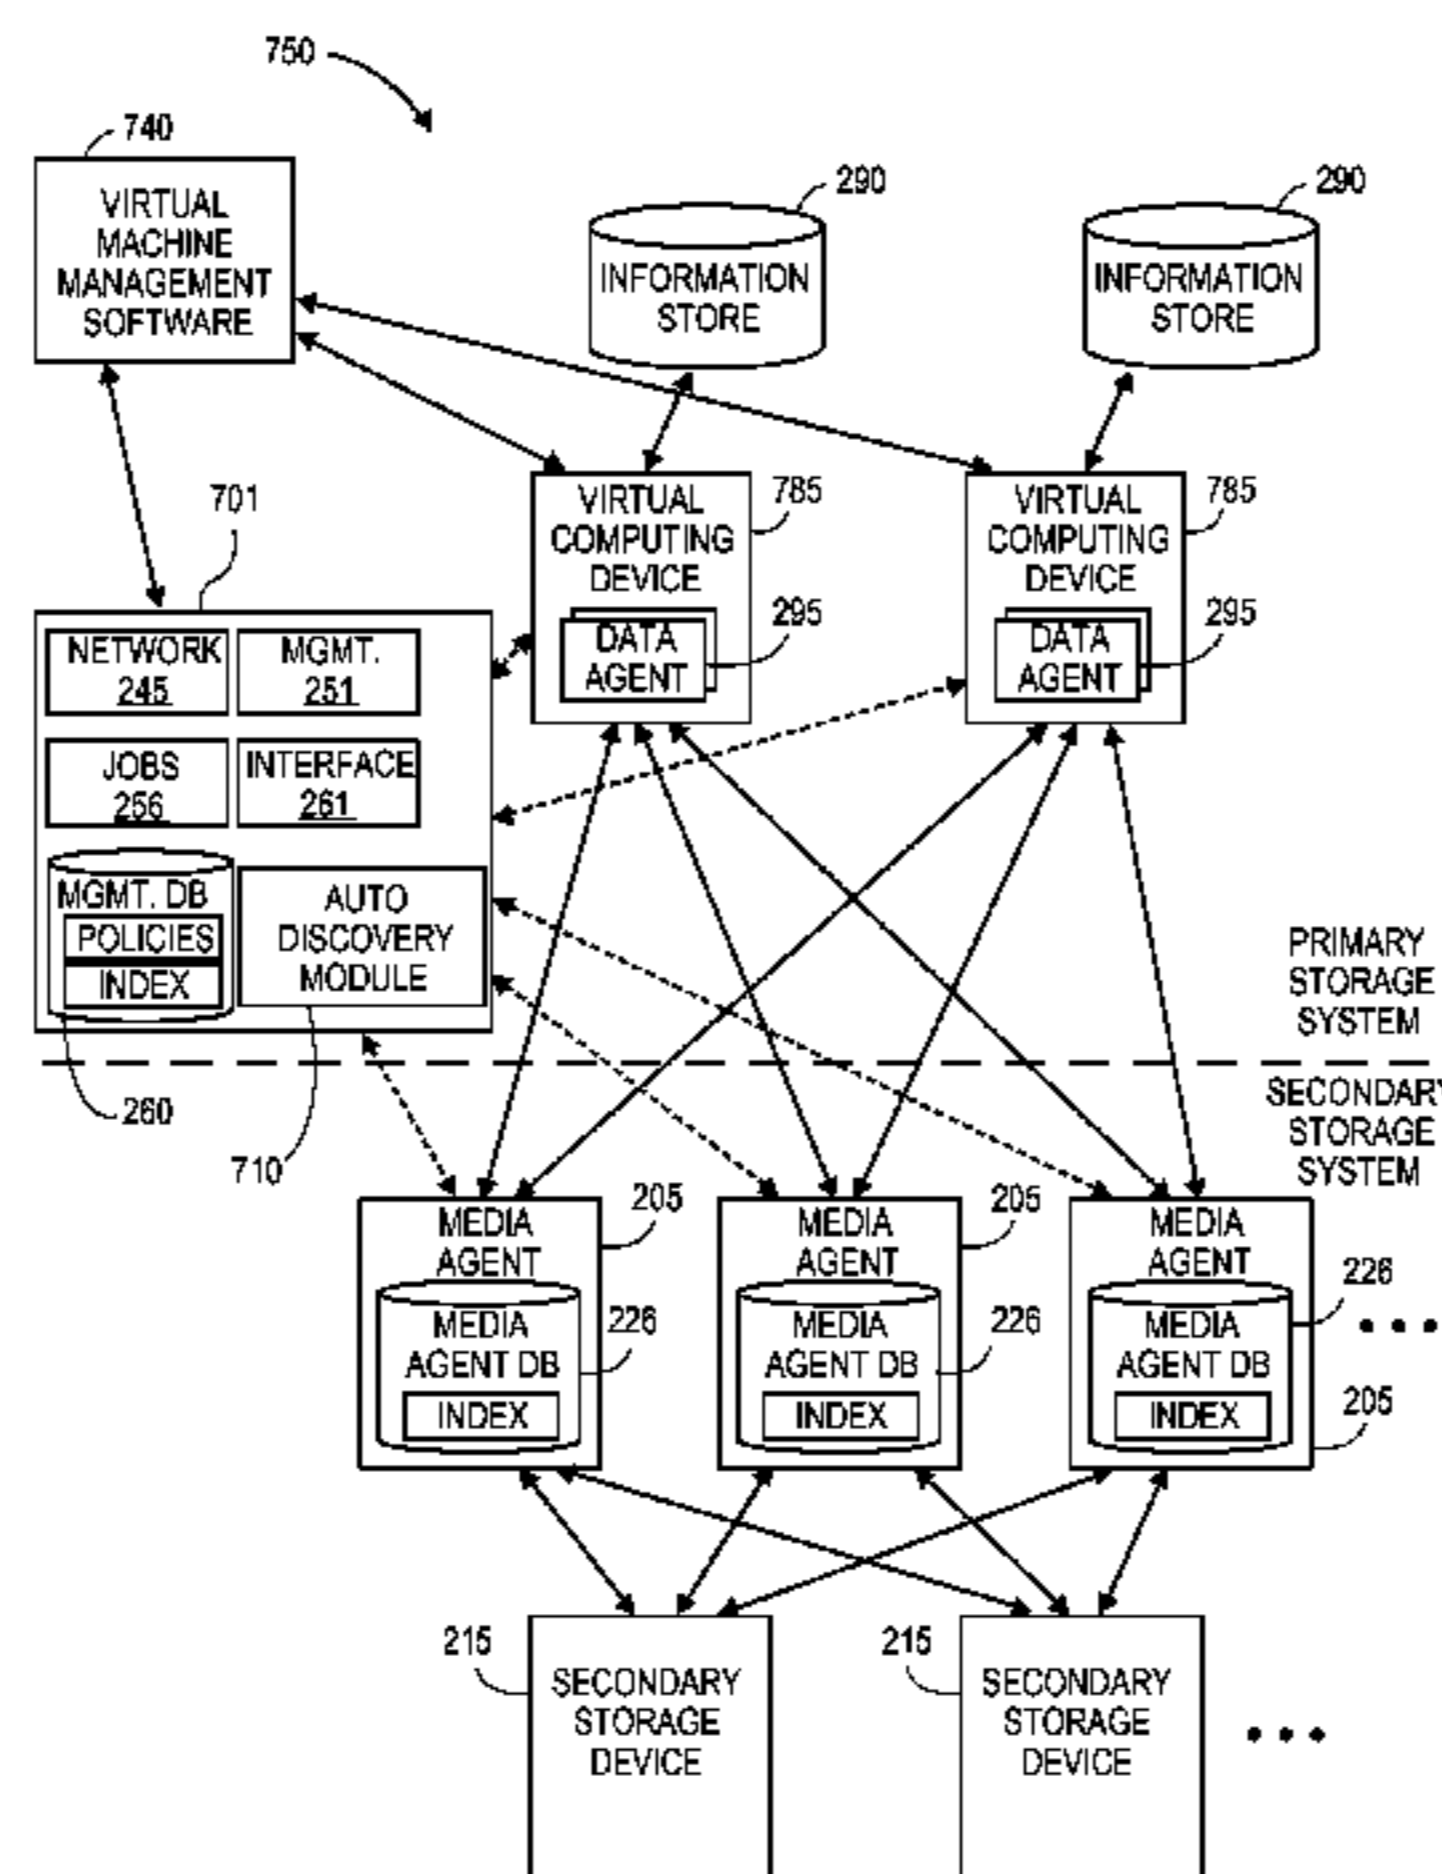 750
740
VIRTUAL
MACHINE
MANAGEMENT
SOFTWARE
290
INFORMATION
STORE
290
INFORMATION
STORE
701
NETWORK
245
MGMT.
251
JOBS
256
INTERFACE
261
MGMT. DB
POLICIES
INDEX
AUTO
DISCOVERY
MODULE
260
710
VIRTUAL
COMPUTING
DEVICE
785
DATA
AGENT
295
VIRTUAL
COMPUTING
DEVICE
785
DATA
AGENT
295
PRIMARY
STORAGE
SYSTEM
SECONDARY
STORAGE
SYSTEM
MEDIA
AGENT
205
MEDIA
AGENT DB
226
INDEX
MEDIA
AGENT
205
MEDIA
AGENT DB
226
INDEX
MEDIA
AGENT
226
MEDIA
AGENT DB
INDEX
205
215
SECONDARY
STORAGE
DEVICE
215
SECONDARY
STORAGE
DEVICE